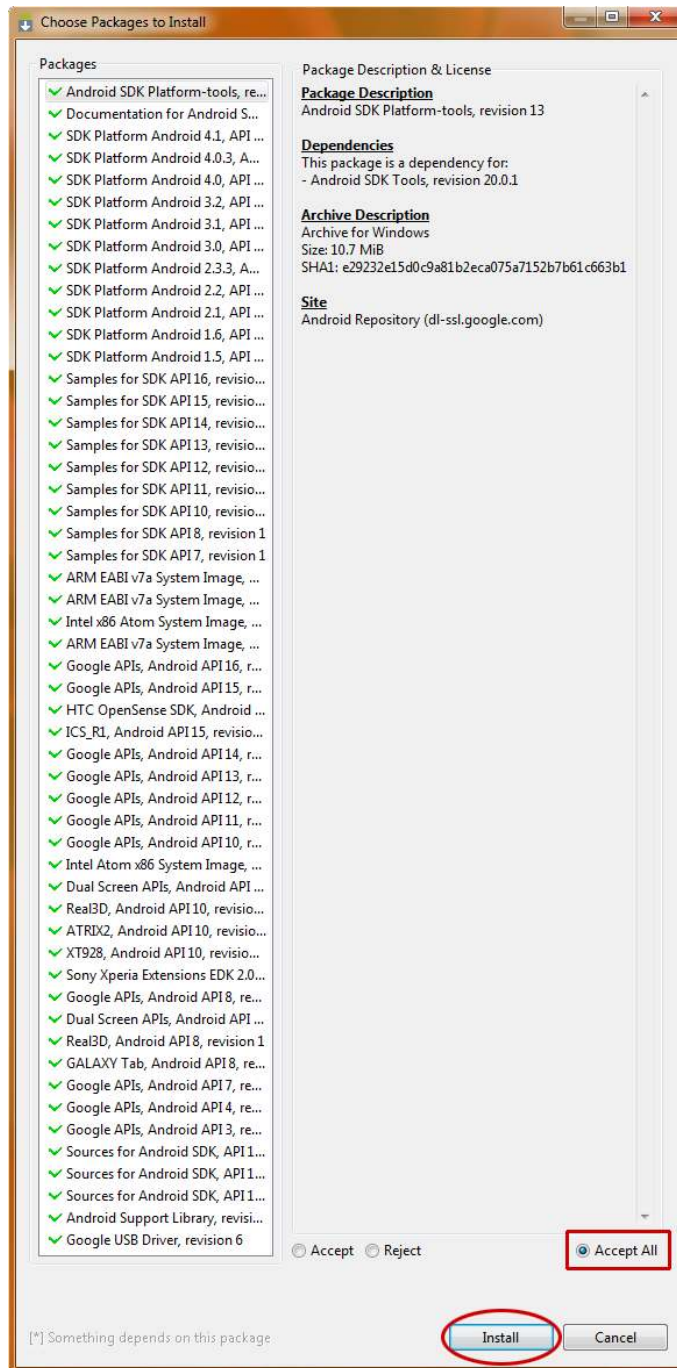 Choose Packages to Install
Packages
Android SDK Platform-tools, re...
Documentation for Android S...
SDK Platform Android 4.1, API ...
SDK Platform Android 4.0.3, A...
SDK Platform Android 4.0, API ...
SDK Platform Android 3.2, API ...
SDK Platform Android 3.1, API ...
SDK Platform Android 3.0, API ...
SDK Platform Android 2.3.3, A...
SDK Platform Android 2.2, API ...
SDK Platform Android 2.1, API ...
SDK Platform Android 1.6, API ...
SDK Platform Android 1.5, API ...
Samples for SDK API 16, revisio...
Samples for SDK API 15, revisio...
Samples for SDK API 14, revisio...
Samples for SDK API 13, revisio...
Samples for SDK API 12, revisio...
Samples for SDK API 11, revisio...
Samples for SDK API 10, revisio...
Samples for SDK API 8, revision 1
Samples for SDK API 7, revision 1
ARM EABI v7a System Image, ...
ARM EABI v7a System Image, ...
Intel x86 Atom System Image, ...
ARM EABI v7a System Image, ...
Google APIs, Android API 16, r...
Google APIs, Android API 15, r...
HTC OpenSense SDK, Android ...
ICS_R1, Android API 15, revisio...
Google APIs, Android API 14, r...
Google APIs, Android API 13, r...
Google APIs, Android API 12, r...
Google APIs, Android API 11, r...
Google APIs, Android API 10, r...
Intel Atom x86 System Image, ...
Dual Screen APIs, Android API ...
Real3D, Android API 10, revisio...
ATRIX2, Android API 10, revisio...
XT928, Android API 10, revisio...
Sony Xperia Extensions EDK 2.0...
Google APIs, Android API 8, re...
Dual Screen APIs, Android API ...
Real3D, Android API 8, revision 1
GALAXY Tab, Android API 8, re...
Google APIs, Android API 7, re...
Google APIs, Android API 4, re...
Google APIs, Android API 3, re...
Sources for Android SDK, API 1...
Sources for Android SDK, API 1...
Sources for Android SDK, API 1...
Android Support Library, revisi...
Google USB Driver, revision 6
Package Description & License
Package Description
Android SDK Platform-tools, revision 13
Dependencies
This package is a dependency for:
- Android SDK Tools, revision 20.0.1
Archive Description
Archive for Windows
Size: 10.7 MiB
SHA1: e29232e15d0c9a81b2eca075a7152b7b61c663b1
Site
Android Repository (dl-ssl.google.com)
Accept Reject Accept All
[*] Something depends on this package
Install Cancel